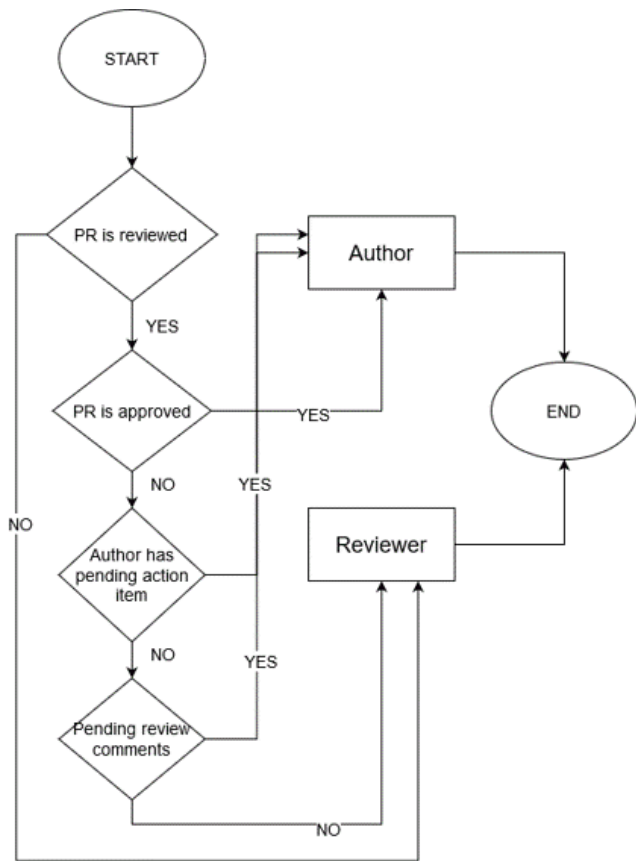 START
PR is reviewed
YES
Author
PR is approved
YES
END
NO
YES
NO
Author has
pending action
item
Reviewer
NO
YES
Pending review
comments
NO